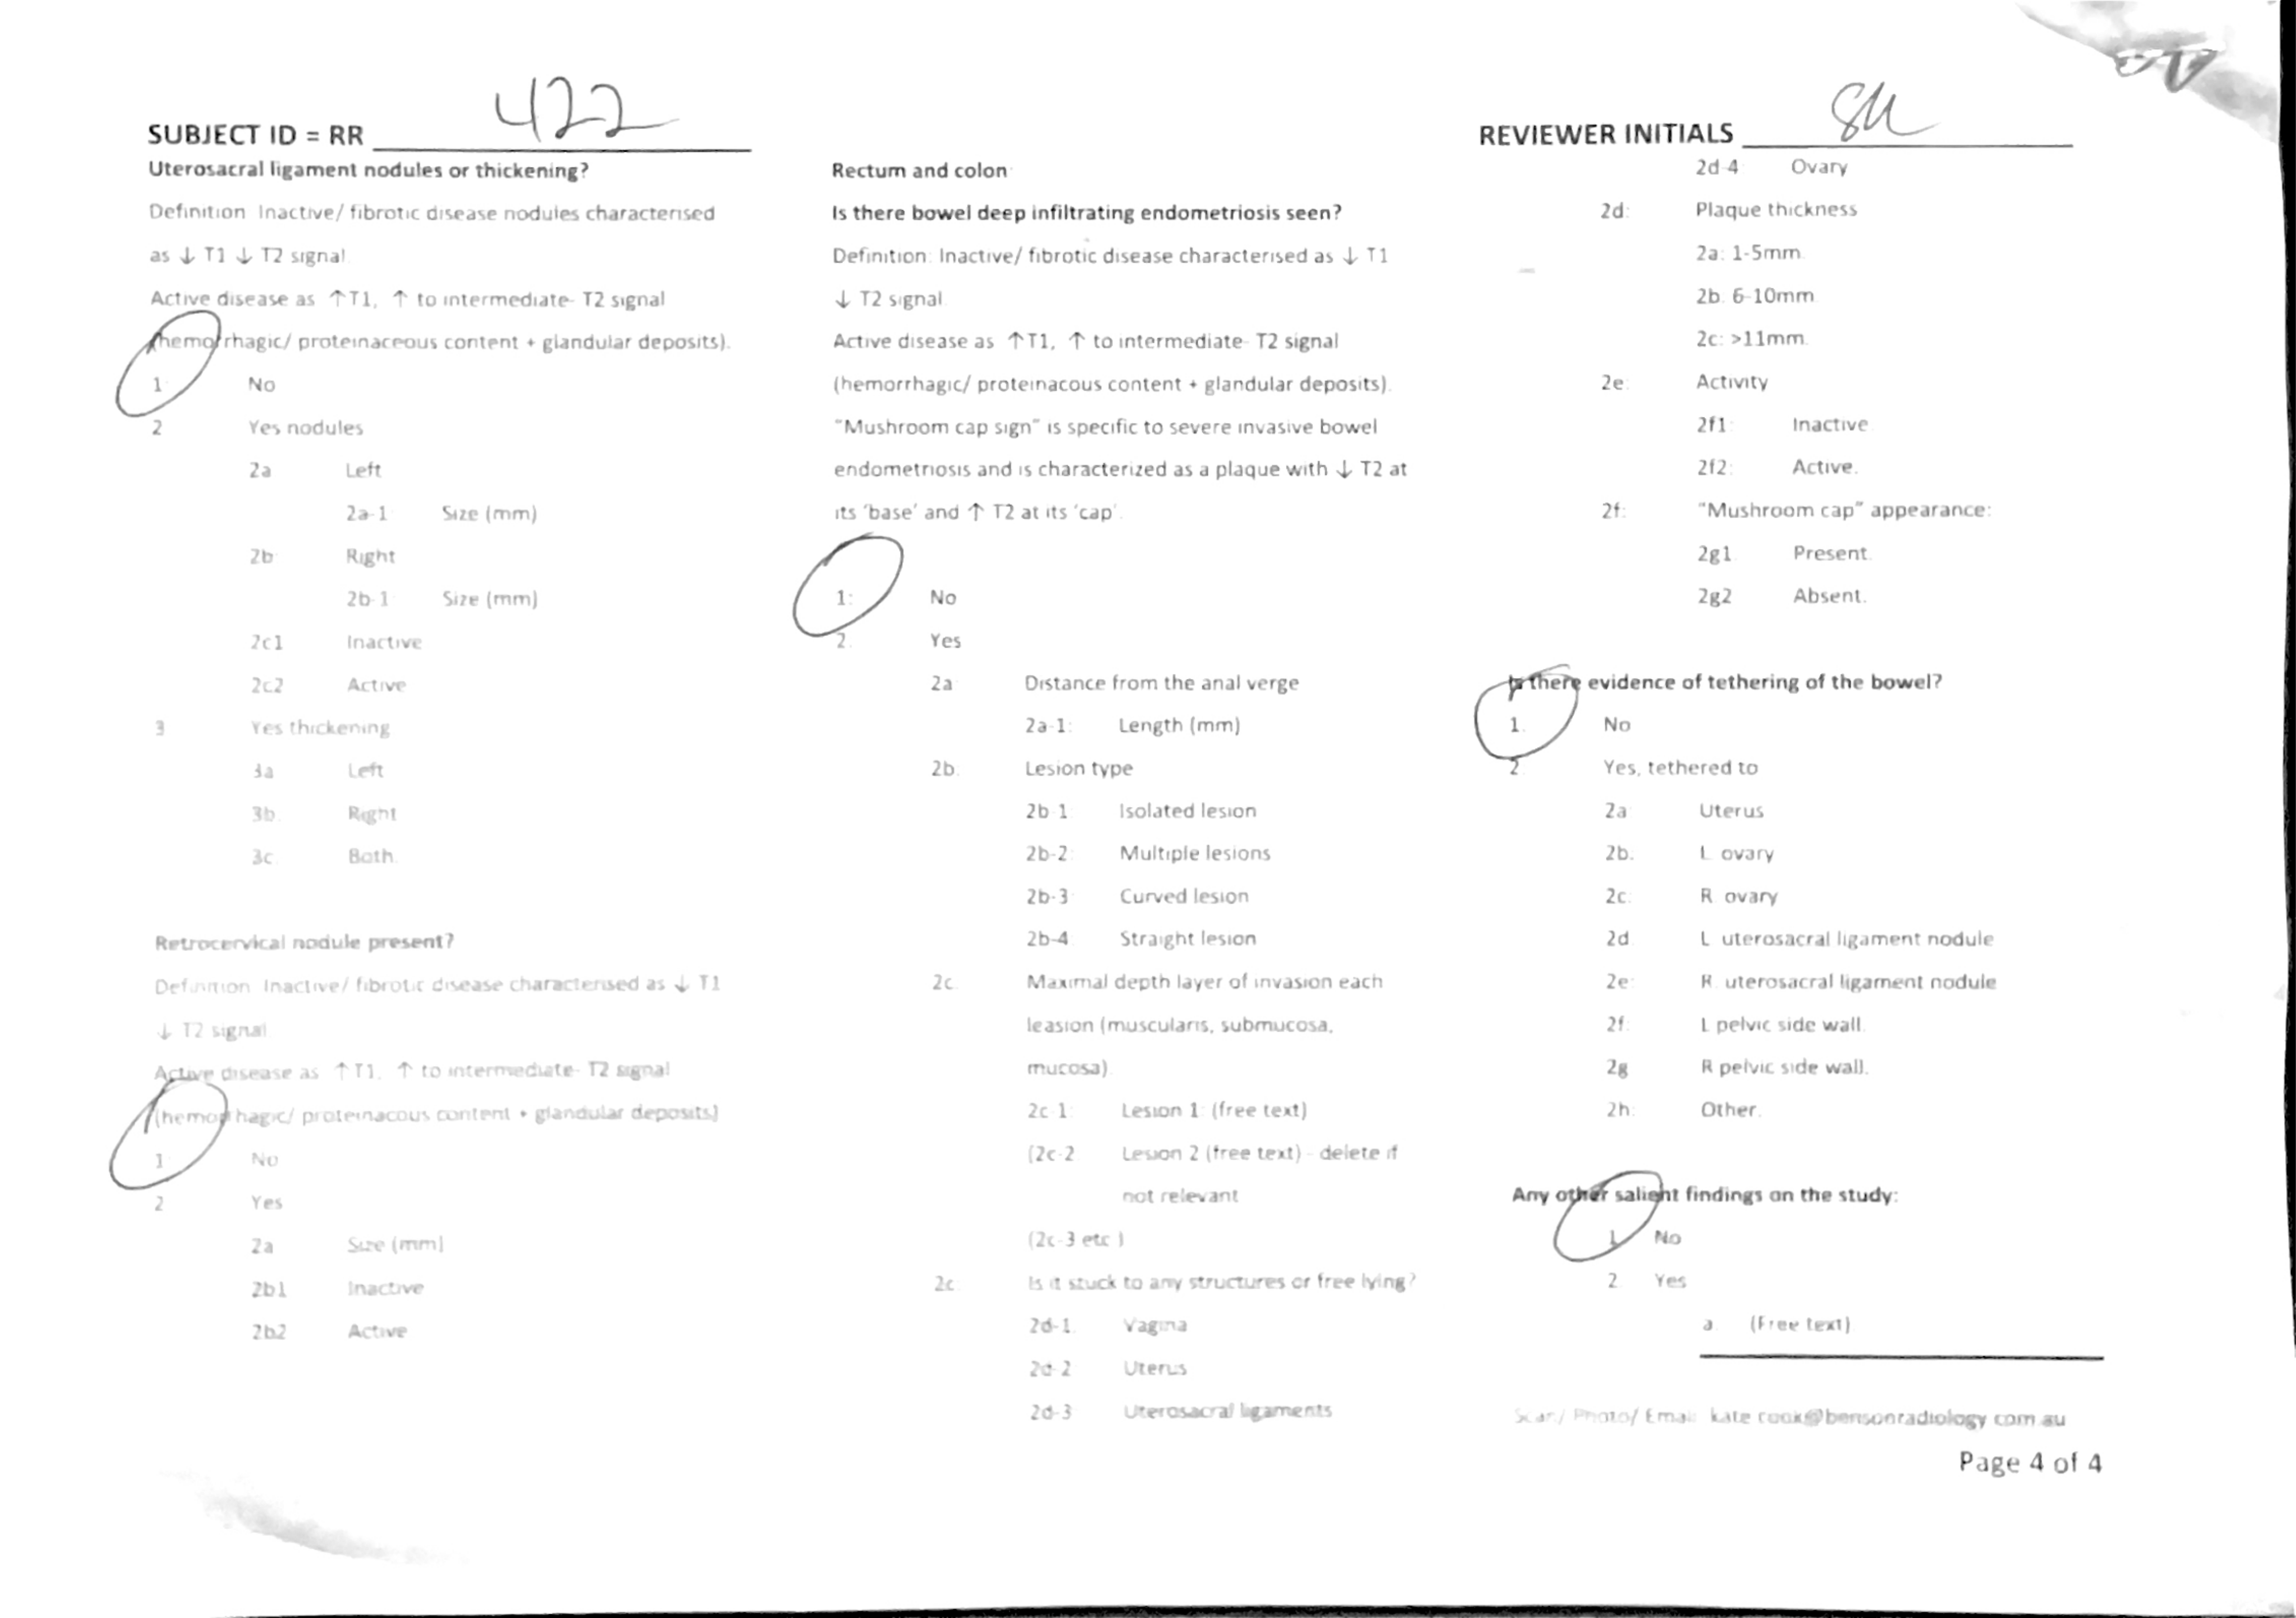 SUBJECT ID = RR 422
Uterosacral ligament nodules or thickening?
Definition Inactive/ fibrotic disease nodules characterised
as ↓ T1 ↓ T2 signal
Active disease as ↑T1, ↑ to intermediate- T2 signal
(hemorrhagic/ proteinaceous content + glandular deposits).
1 No
2 Yes nodules
2a Left
2a-1 Size (mm)
2b Right
2b-1 Size (mm)
2c1 Inactive
2c2 Active
3 Yes thickening
3a Left
3b. Right
3c. Both.
Retrocervical nodule present?
Definition Inactive/ fibrotic disease characterised as ↓ T1
↓ T2 signal
Active disease as ↑T1, ↑ to intermediate- T2 signal
(hemorrhagic/ proteinacous content + glandular deposits)
1 No
2 Yes
2a Size (mm)
2b1 Inactive
2b2 Active
Rectum and colon
Is there bowel deep infiltrating endometriosis seen?
Definition: Inactive/ fibrotic disease characterised as ↓ T1
↓ T2 signal
Active disease as ↑T1, ↑ to intermediate- T2 signal
(hemorrhagic/ proteinacous content + glandular deposits).
“Mushroom cap sign” is specific to severe invasive bowel
endometriosis and is characterized as a plaque with ↓ T2 at
its ‘base’ and ↑ T2 at its ‘cap’.
1: No
2. Yes
2a Distance from the anal verge
2a-1: Length (mm)
2b. Lesion type
2b-1 Isolated lesion
2b-2: Multiple lesions
2b-3 Curved lesion
2b-4 Straight lesion
2c. Maximal depth layer of invasion each
leasion (muscularis, submucosa,
mucosa)
2c-1: Lesion 1: (free text)
(2c-2 Lesion 2 (free text) - delete if
not relevant
(2c-3 etc )
2c Is it stuck to any structures or free lying?
2d-1. Vagina
2d-2 Uterus
2d-3 Uterosacral ligaments
REVIEWER INITIALS
2d-4 Ovary
2d: Plaque thickness
2a: 1-5mm.
2b. 6-10mm.
2c: >11mm.
2e: Activity
2f1: Inactive
2f2: Active.
2f: “Mushroom cap” appearance:
2g1 Present.
2g2 Absent.
Is there evidence of tethering of the bowel?
1. No
2. Yes, tethered to
2a Uterus
2b. L ovary
2c: R ovary
2d. L uterosacral ligament nodule
2e: R uterosacral ligament nodule
2f: L pelvic side wall.
2g R pelvic side wall.
2h: Other.
Any other salient findings on the study:
1. No
2 Yes
a. (Free text)
Scan/ Photo/ Email kate cook@bensonradiology com.au
Page 4 of 4